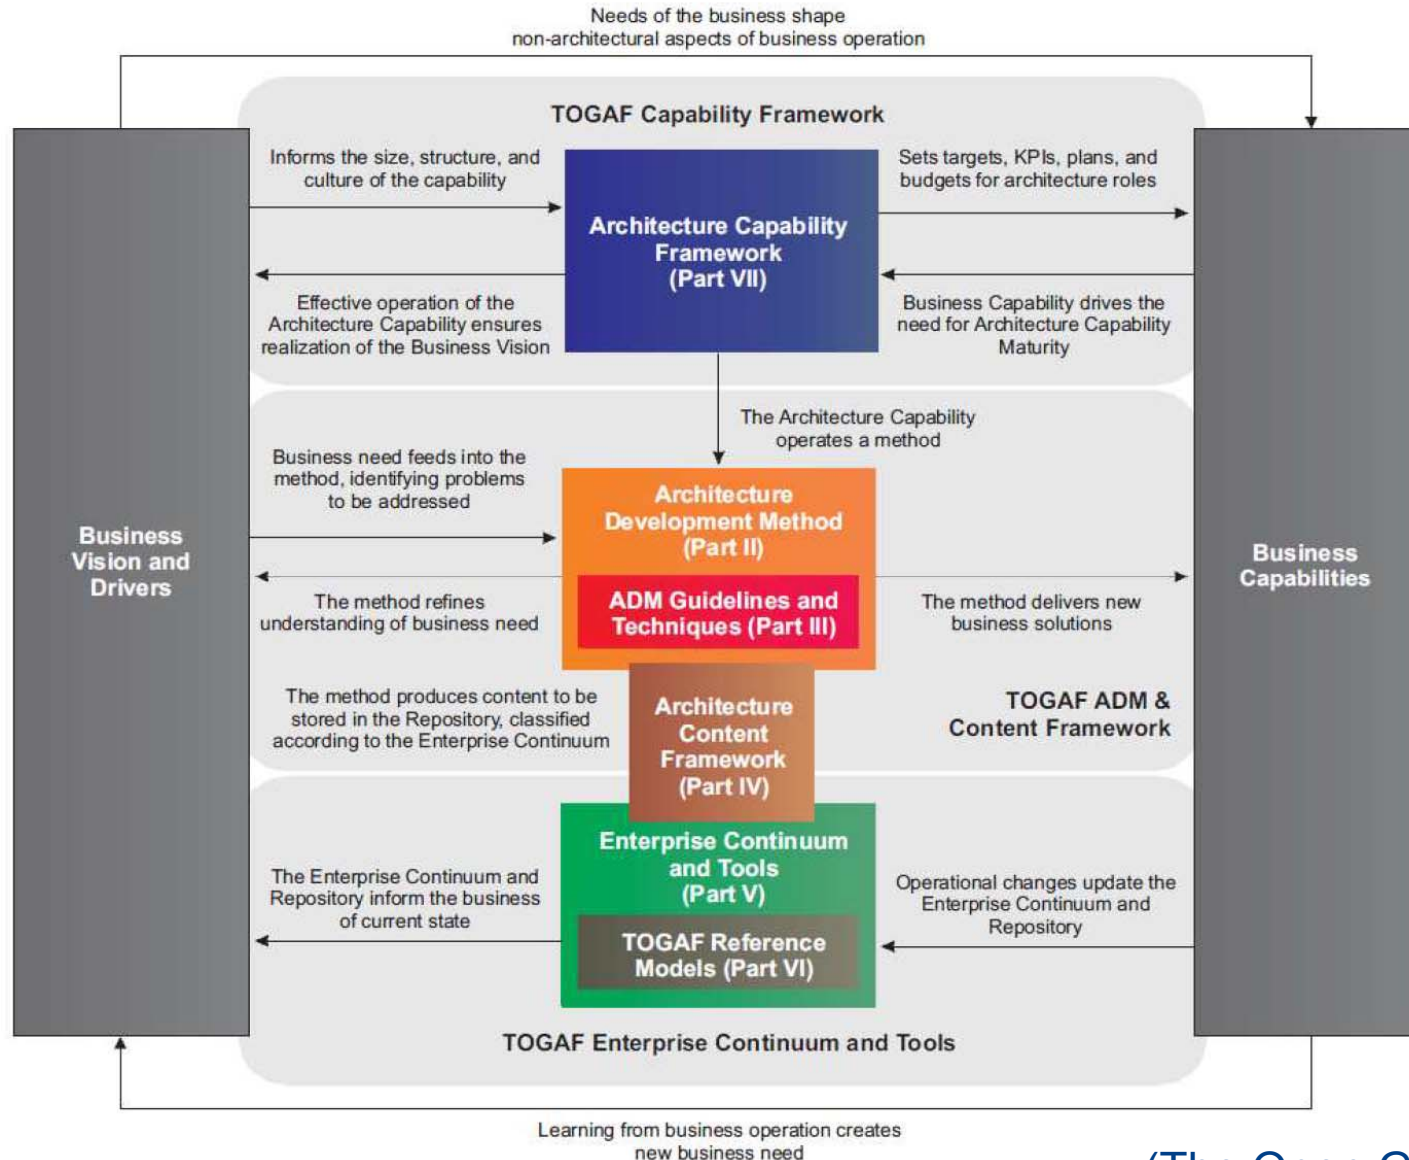 Needs of the business shape
non-architectural aspects of business operation
TOGAF Capability Framework
Informs the size, structure, and
culture of the capability
Sets targets, KPIs, plans, and
budgets for architecture roles
Architecture Capability
Framework
(Part VII)
Effective operation of the
Architecture Capability ensures
realization of the Business Vision
Business Capability drives the
need for Architecture Capability
Maturity
The Architecture Capability
operates a method
Business need feeds into the
method, identifying problems
to be addressed
Architecture
Development Method
(Part II)
Business
Vision and
Drivers
Business
Capabilities
ADM Guidelines and
Techniques (Part III)
The method refines
understanding of business need
The method delivers new
business solutions
The method produces content to be
stored in the Repository, classified
according to the Enterprise Continuum
Architecture
Content
Framework
(Part IV)
TOGAF ADM &
Content Framework
Enterprise Continuum
and Tools
(Part V)
The Enterprise Continuum and
Repository inform the business
of current state
Operational changes update the
Enterprise Continuum and
Repository
TOGAF Reference
Models (Part VI)
TOGAF Enterprise Continuum and Tools
Learning from business operation creates
new business need
(The Open